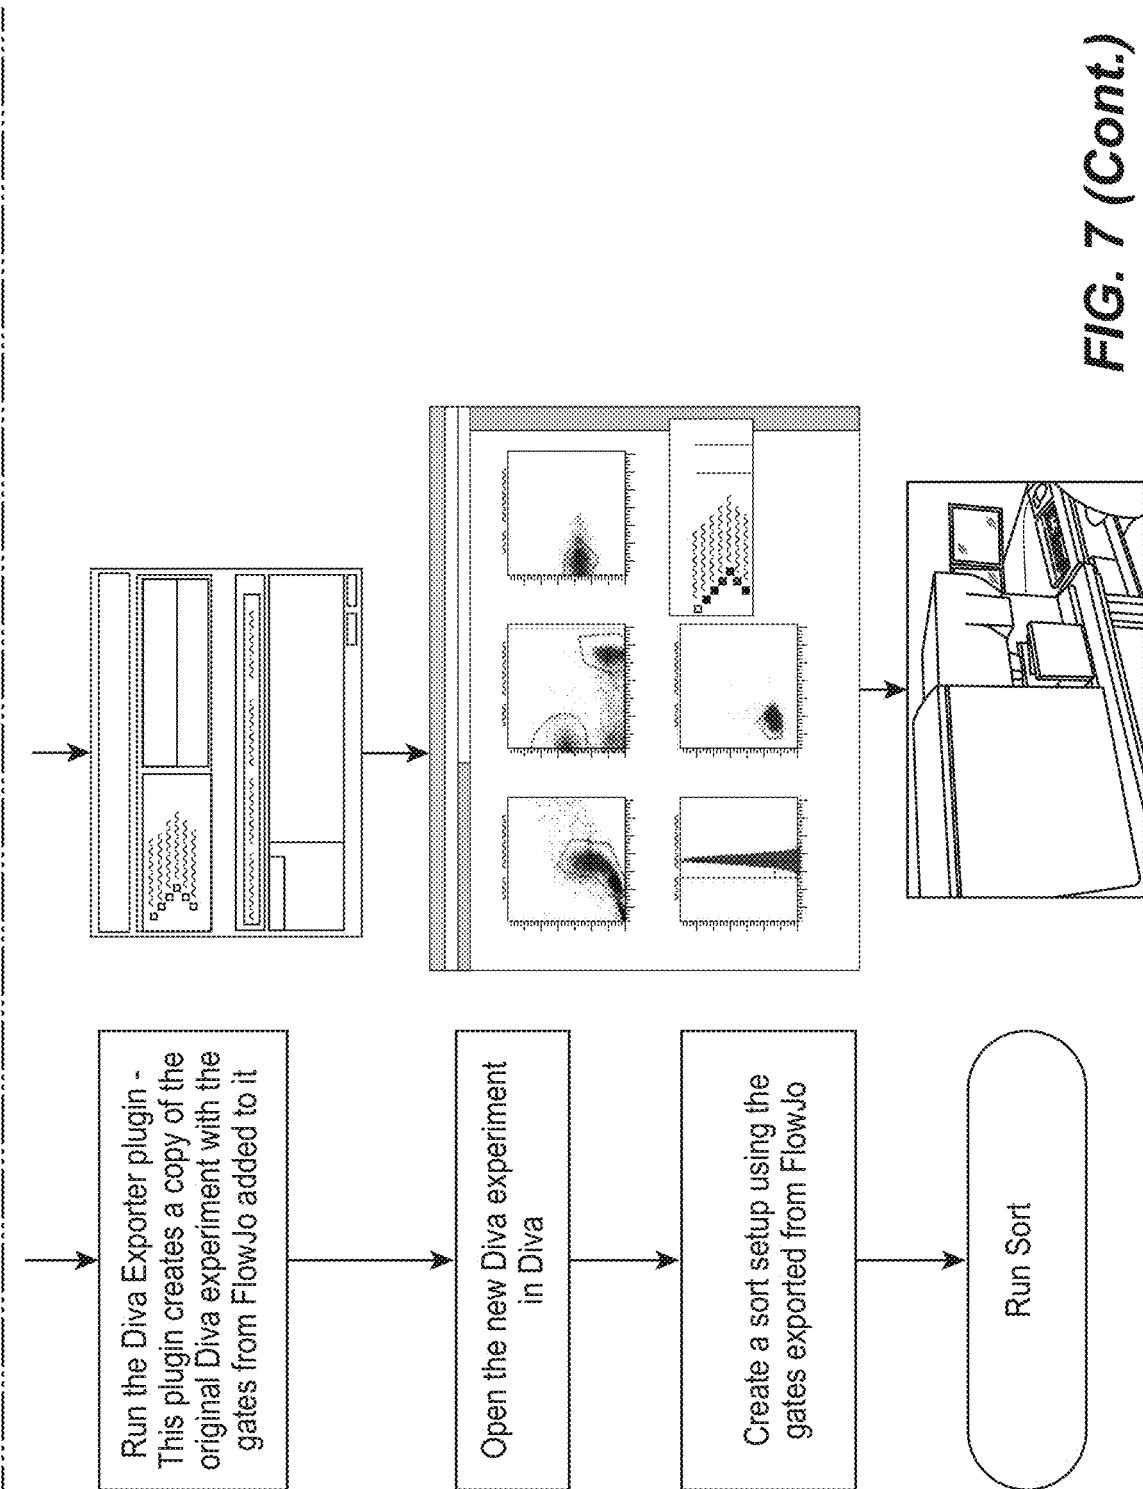 Run the Diva Exporter plugin -
This plugin creates a copy of the
original Diva experiment with the
gates from FlowJo added to it
Open the new Diva experiment
in Diva
Create a sort setup using the
gates exported from FlowJo
Run Sort
FIG. 7 (Cont.)